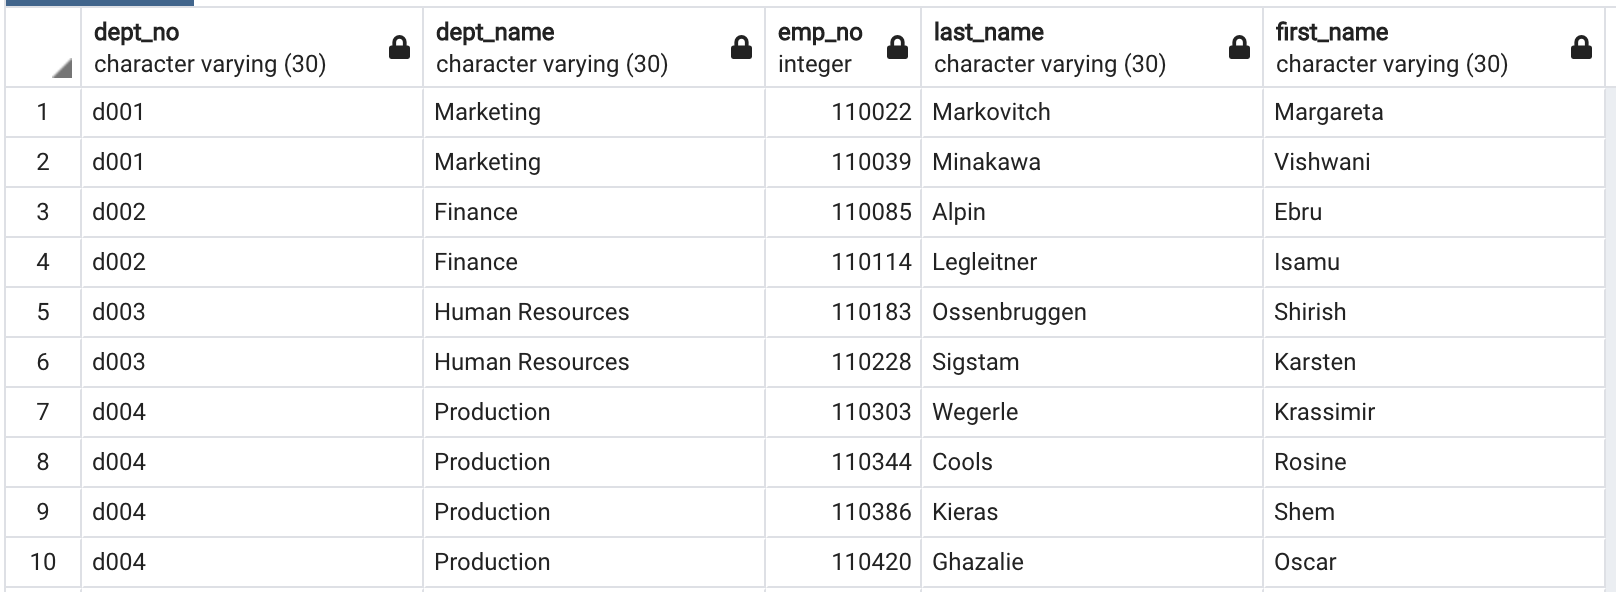 dept_no dept_name emp_no last_name first_name
character varying (30) character varying (30) integer character varying (30) character varying (30)
1 d001 Marketing 110022 Markovitch Margareta
2 d001 Marketing 110039 Minakawa Vishwani
3 d002 Finance 110085 Alpin Ebru
4 d002 Finance 110114 Legleitner Isamu
5 d003 Human Resources 110183 Ossenbruggen Shirish
6 d003 Human Resources 110228 Sigstam Karsten
7 d004 Production 110303 Wegerle Krassimir
8 d004 Production 110344 Cools Rosine
9 d004 Production 110386 Kieras Shem
10 d004 Production 110420 Ghazalie Oscar